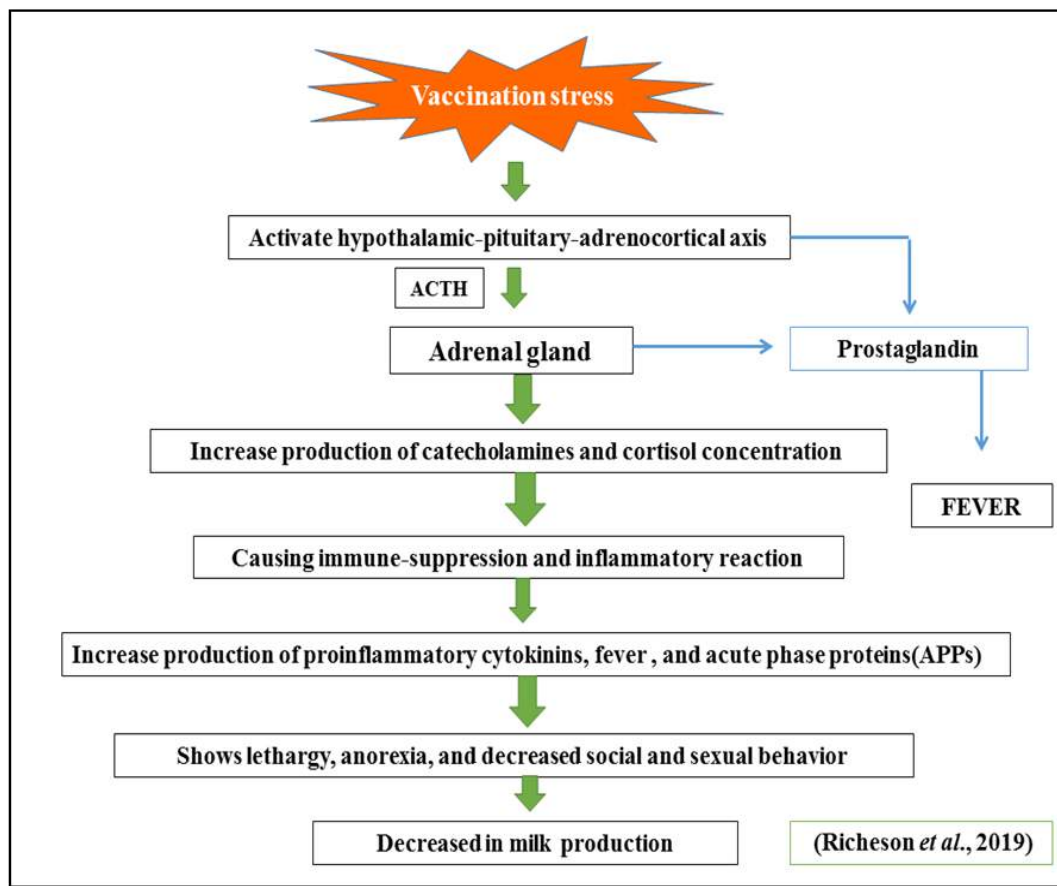 Vaccination stress
Activate hypothalamic-pituitary-adrenocortical axis
ACTH
Adrenal gland
Prostaglandin
Increase production of catecholamines and cortisol concentration
FEVER
Causing immune-suppression and inflammatory reaction
Increase production of proinflammatory cytokinins, fever , and acute phase proteins(APPs)
Shows lethargy, anorexia, and decreased social and sexual behavior
Decreased in milk production
(Richeson et al., 2019)